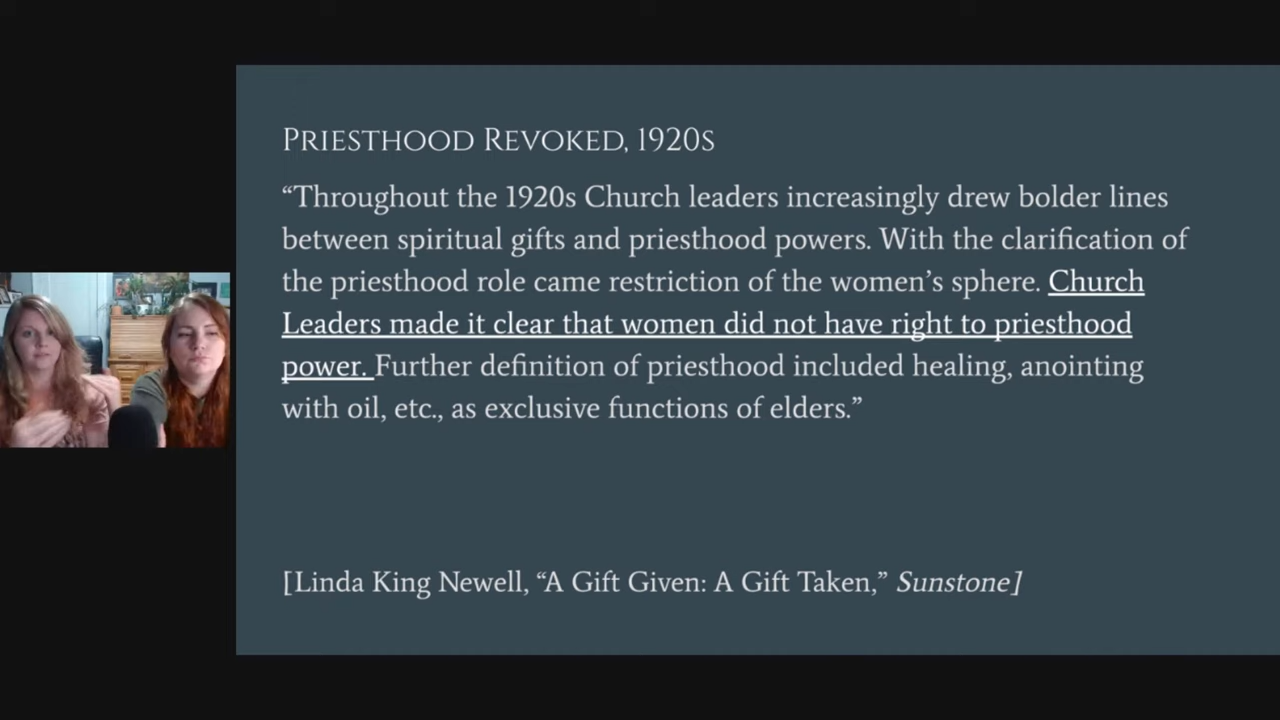 Priesthood Revoked, 1920s
“Throughout the 1920s Church leaders increasingly drew bolder lines
between spiritual gifts and priesthood powers. With the clarification of
the priesthood role came restriction of the women’s sphere. Church
Leaders made it clear that women did not have right to priesthood
power. Further definition of priesthood included healing, anointing
with oil, etc., as exclusive functions of elders.”
[Linda King Newell, “A Gift Given: A Gift Taken,” Sunstone]